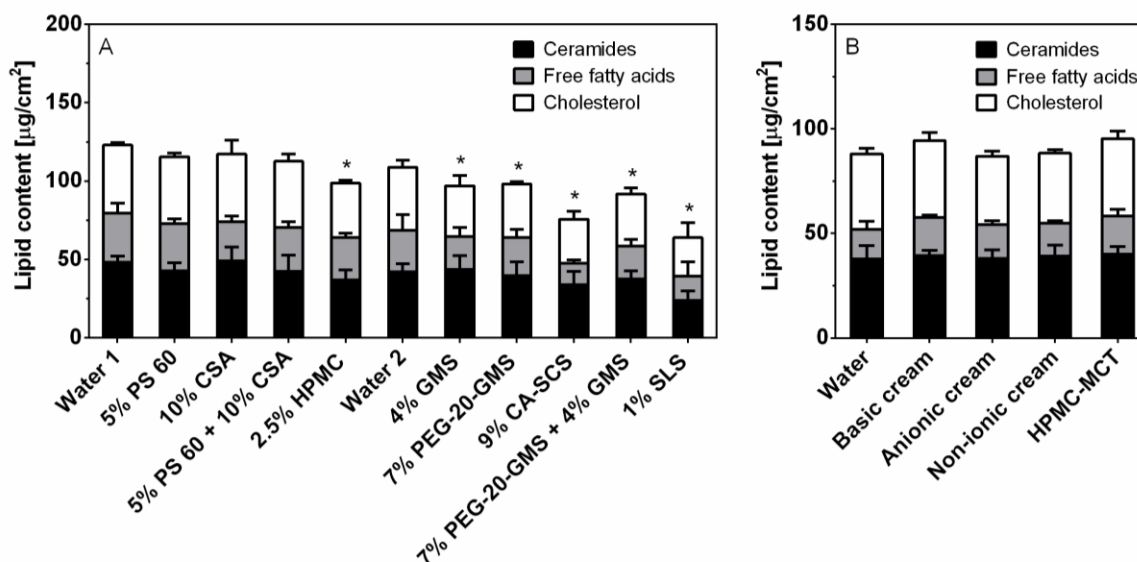 A
Lipid content [µg/cm²]
200
150
100
50
0
Ceramides
Free fatty acids
Cholesterol
*
*
*
*
*
*
Water 1
5% PS 60
10% CSA
5% PS 60 + 10% CSA
2.5% HPMC
Water 2
4% GMS
7% PEG-20-GMS
9% CA-SCS
7% PEG-20-GMS + 4% GMS
1% SLS
B
Lipid content [µg/cm²]
150
100
50
0
Ceramides
Free fatty acids
Cholesterol
Water
Basic cream
Anionic cream
Non-ionic cream
HPMC-MCT